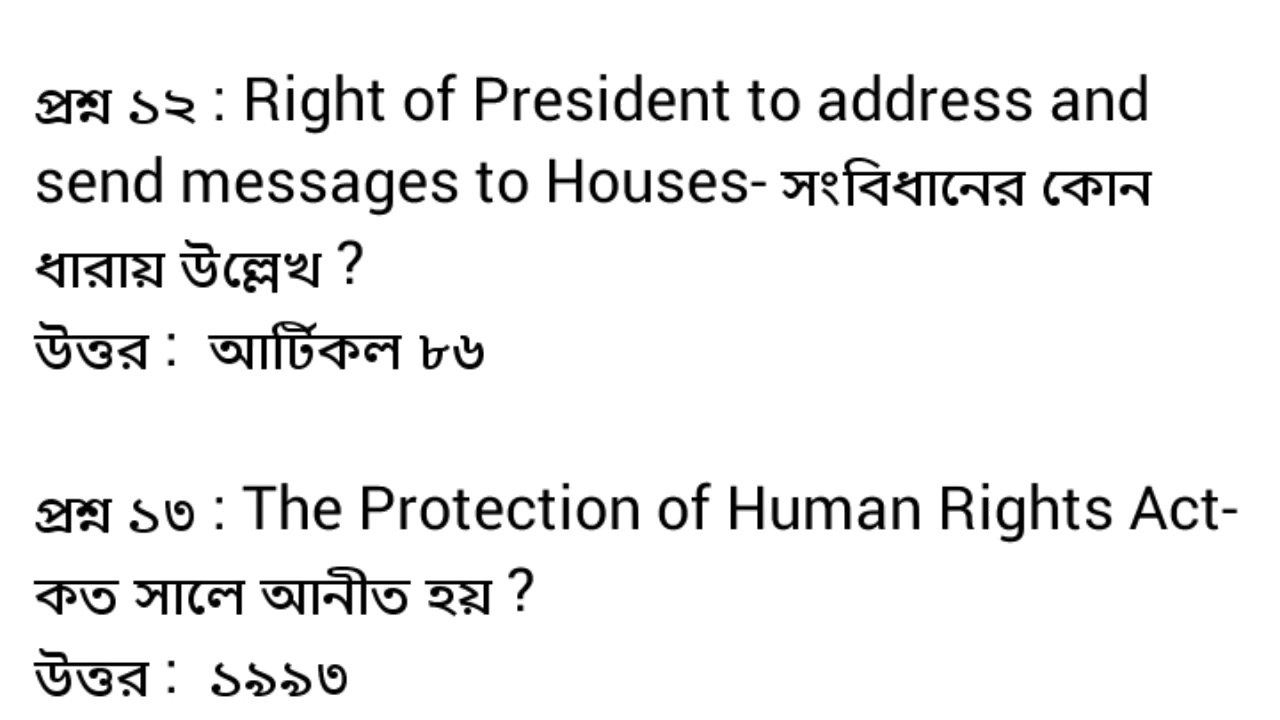 প্রশ্ন ১২ : Right of President to address and
send messages to Houses- সংবিধানের কোন
ধারায় উল্লেখ ?
উত্তর : আর্টিকল ৮৬
প্রশ্ন ১৩ : The Protection of Human Rights Act-
কত সালে আনীত হয় ?
উত্তর : ১৯৯৩